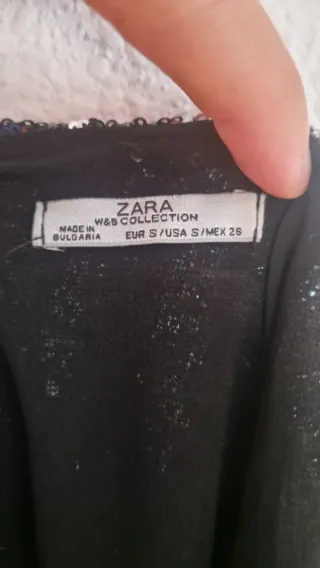 ZARA
W&B COLLECTION
MADE IN
BULGARIA
EUR S/USA S/MEX 26